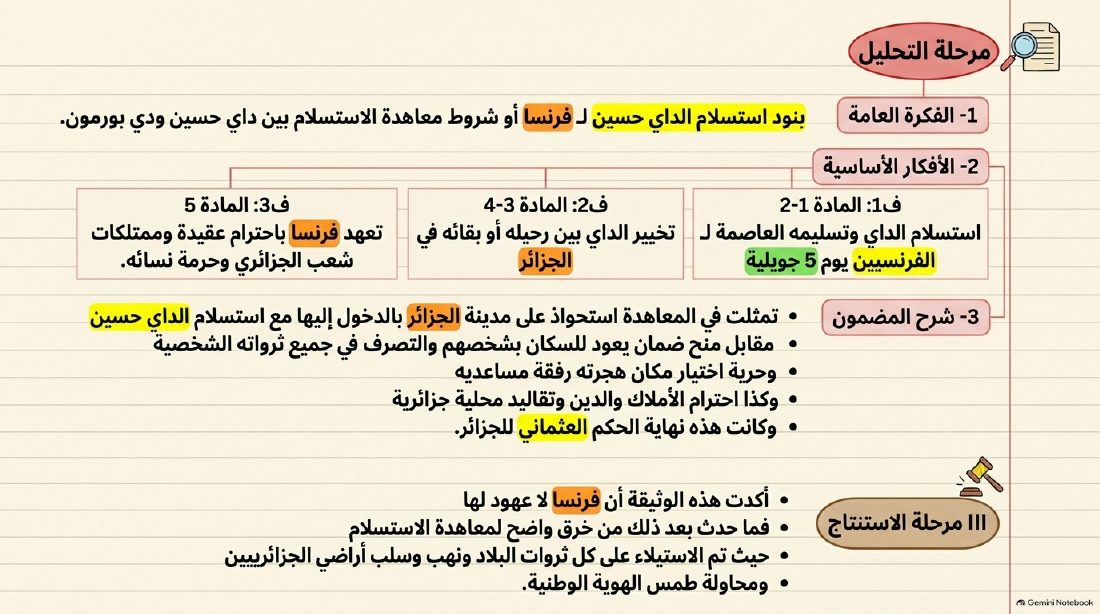 مرحلة التحليل
1- الفكرة العامة
بنود استسلام الداي حسين لـ فرنسا أو شروط معاهدة الاستسلام بين داي حسين ودي بورمون.
2- الأفكار الأساسية
ف1: المادة 1-2
استسلام الداي وتسليمه العاصمة لـ
الفرنسيين يوم 5 جويلية
ف2: المادة 3-4
تخيير الداي بين رحيله أو بقائه في
الجزائر
ف3: المادة 5
تعهد فرنسا باحترام عقيدة وممتلكات
شعب الجزائري وحرمة نسائه.
3- شرح المضمون
• تمثلت في المعاهدة استحواذ على مدينة الجزائر بالدخول إليها مع استسلام الداي حسين
• مقابل منح ضمان يعود للسكان بشخصهم والتصرف في جميع ثرواته الشخصية
• وحرية اختيار مكان هجرته رفقة مساعديه
• وكذا احترام الأملاك والدين وتقاليد محلية جزائرية
• وكانت هذه نهاية الحكم العثماني للجزائر.
III مرحلة الاستنتاج
• أكدت هذه الوثيقة أن فرنسا لا عهود لها
• فما حدث بعد ذلك من خرق واضح لمعاهدة الاستسلام
• حيث تم الاستيلاء على كل ثروات البلاد ونهب وسلب أراضي الجزائرييين
• ومحاولة طمس الهوية الوطنية.
Gemini Notebook